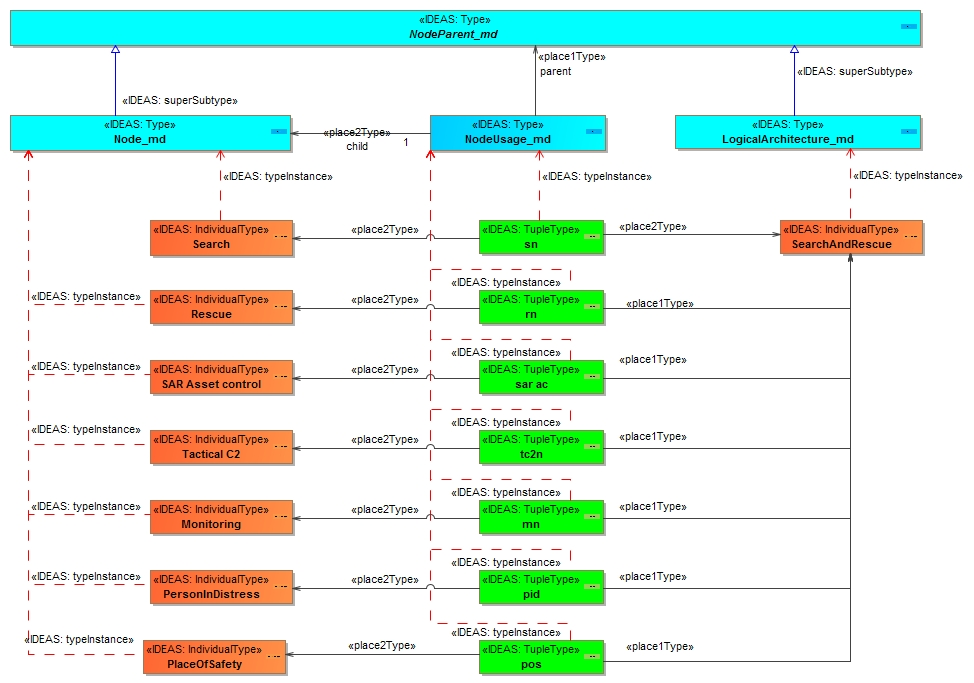 «IDEAS: Type»
NodeParent_md
«place1Type»
parent
«IDEAS: superSubtype»
«IDEAS: superSubtype»
«IDEAS: Type»
Node_md
«place2Type»
child
1
«IDEAS: Type»
NodeUsage_md
«IDEAS: Type»
LogicalArchitecture_md
«IDEAS: typeInstance»
«IDEAS: typeInstance»
«IDEAS: typeInstance»
«IDEAS: IndividualType»
Search
«place2Type»
«IDEAS: TupleType»
sn
«place2Type»
«IDEAS: IndividualType»
SearchAndRescue
«IDEAS: typeInstance»
«IDEAS: typeInstance»
«IDEAS: IndividualType»
Rescue
«place2Type»
«IDEAS: TupleType»
rn
«place1Type»
«IDEAS: typeInstance»
«IDEAS: typeInstance»
«IDEAS: IndividualType»
SAR Asset control
«place2Type»
«IDEAS: TupleType»
sar ac
«place1Type»
«IDEAS: typeInstance»
«IDEAS: typeInstance»
«IDEAS: IndividualType»
Tactical C2
«place2Type»
«IDEAS: TupleType»
tc2n
«place1Type»
«IDEAS: typeInstance»
«IDEAS: typeInstance»
«IDEAS: IndividualType»
Monitoring
«place2Type»
«IDEAS: TupleType»
mn
«place1Type»
«IDEAS: typeInstance»
«IDEAS: typeInstance»
«IDEAS: IndividualType»
PersonInDistress
«place2Type»
«IDEAS: TupleType»
pid
«place1Type»
«IDEAS: typeInstance»
«IDEAS: typeInstance»
«IDEAS: IndividualType»
PlaceOfSafety
«place2Type»
«IDEAS: TupleType»
pos
«place1Type»